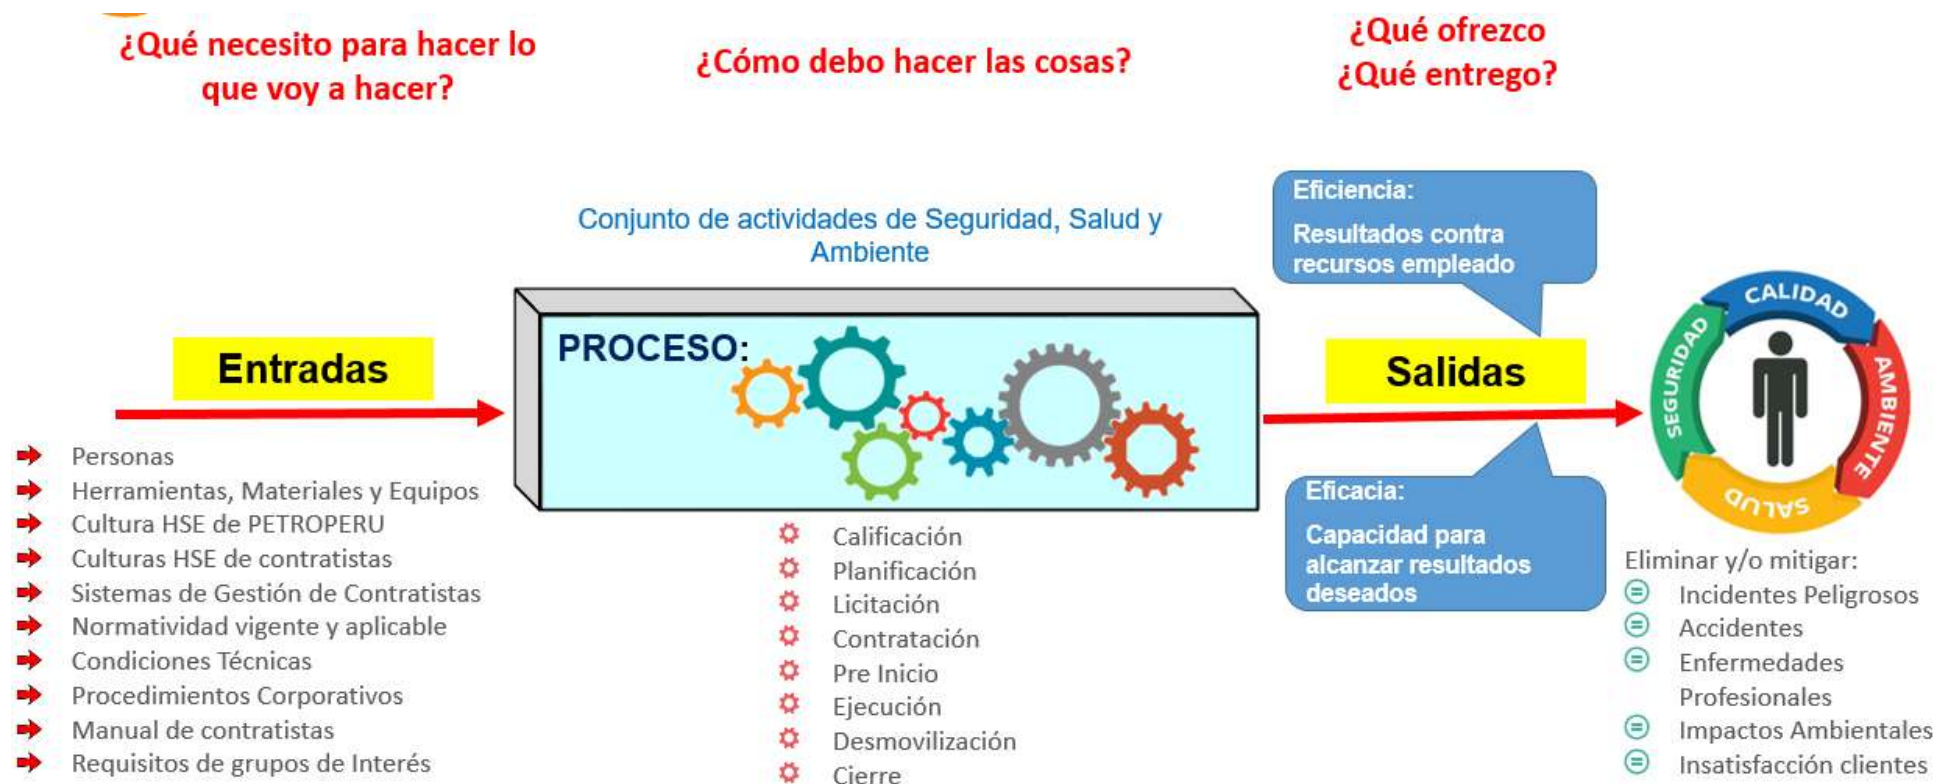 ¿Qué necesito para hacer lo
que voy a hacer?
¿Cómo debo hacer las cosas?
¿Qué ofrezco
¿Qué entrego?
Conjunto de actividades de Seguridad, Salud y
Ambiente
Eficiencia:
Resultados contra
recursos empleado
Entradas
PROCESO:
Salidas
CALIDAD
AMBIENTE
SALUD
SEGURIDAD
Personas
Herramientas, Materiales y Equipos
Cultura HSE de PETROPERU
Culturas HSE de contratistas
Sistemas de Gestión de Contratistas
Normatividad vigente y aplicable
Condiciones Técnicas
Procedimientos Corporativos
Manual de contratistas
Requisitos de grupos de Interés
Calificación
Planificación
Licitación
Contratación
Pre Inicio
Ejecución
Desmovilización
Cierre
Eficacia:
Capacidad para
alcanzar resultados
deseados
Eliminar y/o mitigar:
Incidentes Peligrosos
Accidentes
Enfermedades
Profesionales
Impactos Ambientales
Insatisfacción clientes